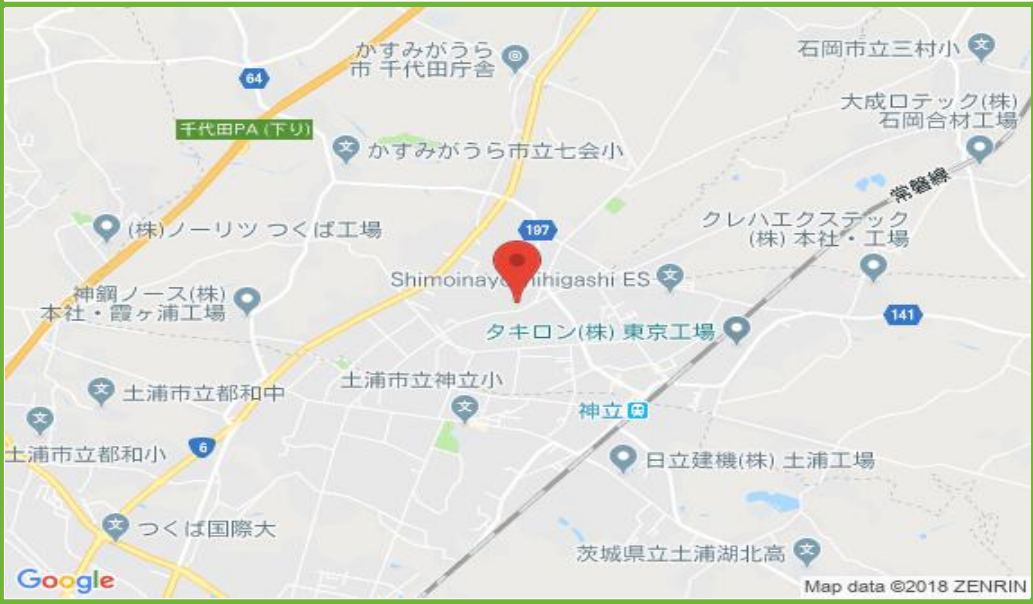 かすみがうら
市 千代田庁舎
石岡市立三村小
64
大成ロテック(株)
石岡合材工場
千代田PA (下り)
かすみがうら市立七会小
常磐線
(株)ノーリツ つくば工場
197
クレハエクステック
(株) 本社・工場
Shimoinayo hihigashi ES
神鋼ノース(株)
本社・霞ヶ浦工場
141
タキロン(株) 東京工場
土浦市立神立小
土浦市立都和中
神立
土浦市立都和小
6
日立建機(株) 土浦工場
つくば国際大
茨城県立土浦湖北高
Google
Map data ©2018 ZENRIN